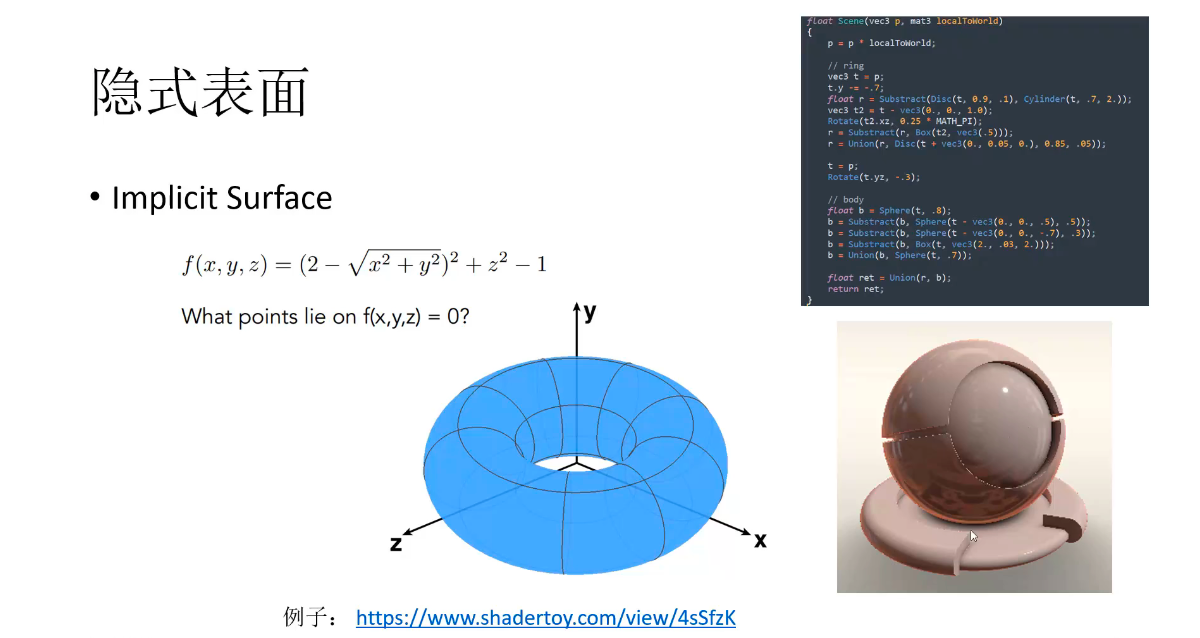 隐式表面
• Implicit Surface
f(x, y, z) = (2 − √(x² + y²))² + z² − 1
What points lie on f(x,y,z) = 0?
y
z
x
例子： https://www.shadertoy.com/view/4sSfzK
float Scene(vec3 p, mat3 localToWorld)
{
    p = p * localToWorld;

    // ring
    vec3 t = p;
    t.y -= -.7;
    float r = Substract(Disc(t, 0.9, .1), Cylinder(t, .7, 2.));
    vec3 t2 = t - vec3(0., 0., 1.0);
    Rotate(t2.xz, 0.25 * MATH_PI);
    r = Substract(r, Box(t2, vec3(.5)));
    r = Union(r, Disc(t + vec3(0., 0.05, 0.), 0.85, .05));

    t = p;
    Rotate(t.yz, -.3);

    // body
    float b = Sphere(t, .8);
    b = Substract(b, Sphere(t - vec3(0., 0., .5), .5));
    b = Substract(b, Sphere(t - vec3(0., 0., -.7), .3));
    b = Substract(b, Box(t, vec3(2., .03, 2.)));
    b = Union(b, Sphere(t, .7));

    float ret = Union(r, b);
    return ret;
}